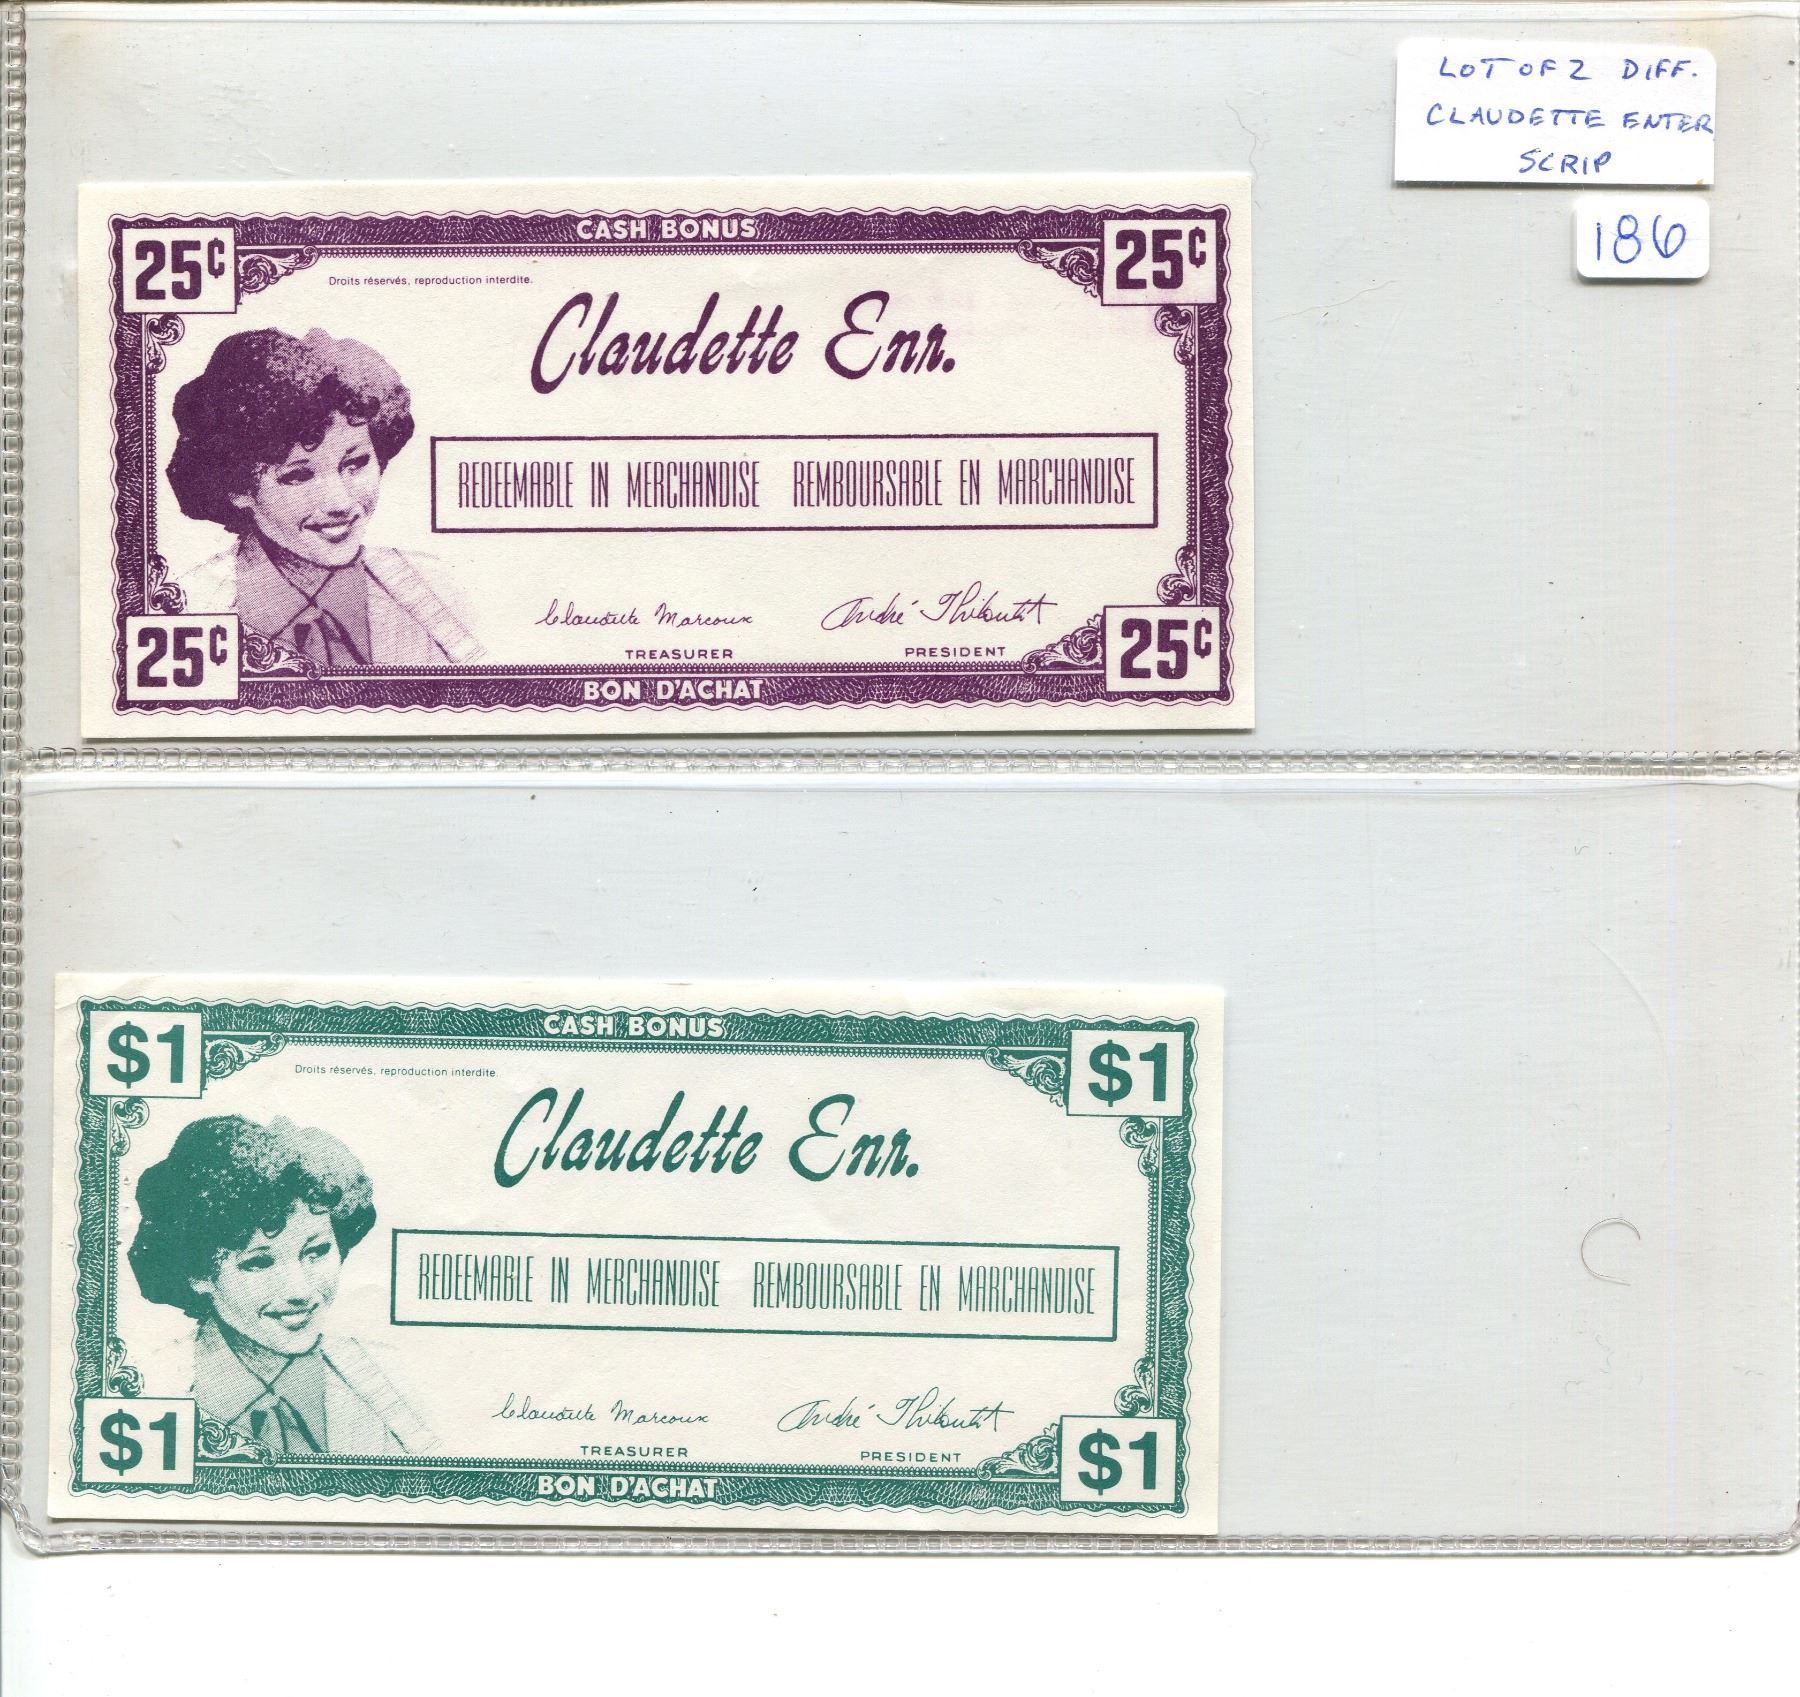 LOT OF 2 DIFF.
CLAUDETTE ENTER
SCRIP
186
CASH BONUS
25¢ 25¢
Droits réservés, reproduction interdite.
Claudette Enr.
REDEEMABLE IN MERCHANDISE REMBOURSABLE EN MARCHANDISE
Claudette Marcoux André Thiboutot
TREASURER PRESIDENT
25¢ 25¢
BON D'ACHAT
CASH BONUS
$1 $1
Droits réservés, reproduction interdite.
Claudette Enr.
REDEEMABLE IN MERCHANDISE REMBOURSABLE EN MARCHANDISE
Claudette Marcoux André Thiboutot
TREASURER PRESIDENT
$1 $1
BON D'ACHAT